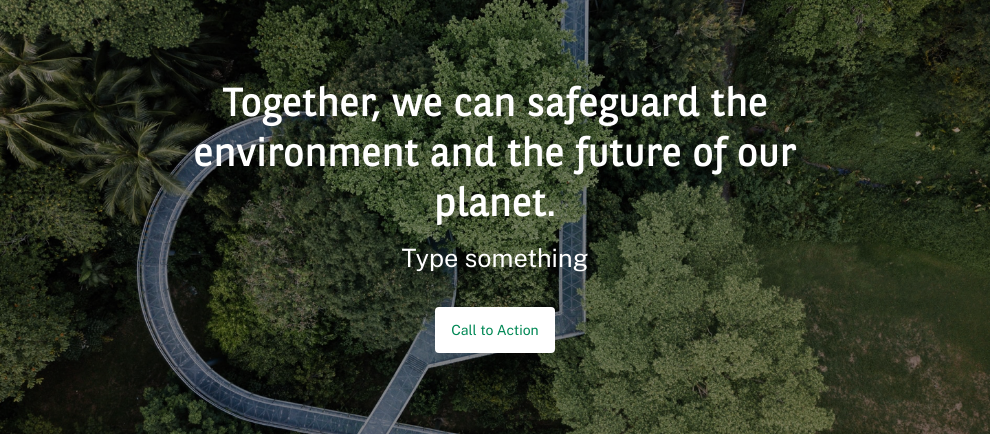 Together, we can safeguard the
environment and the future of our
planet.
Type something
Call to Action